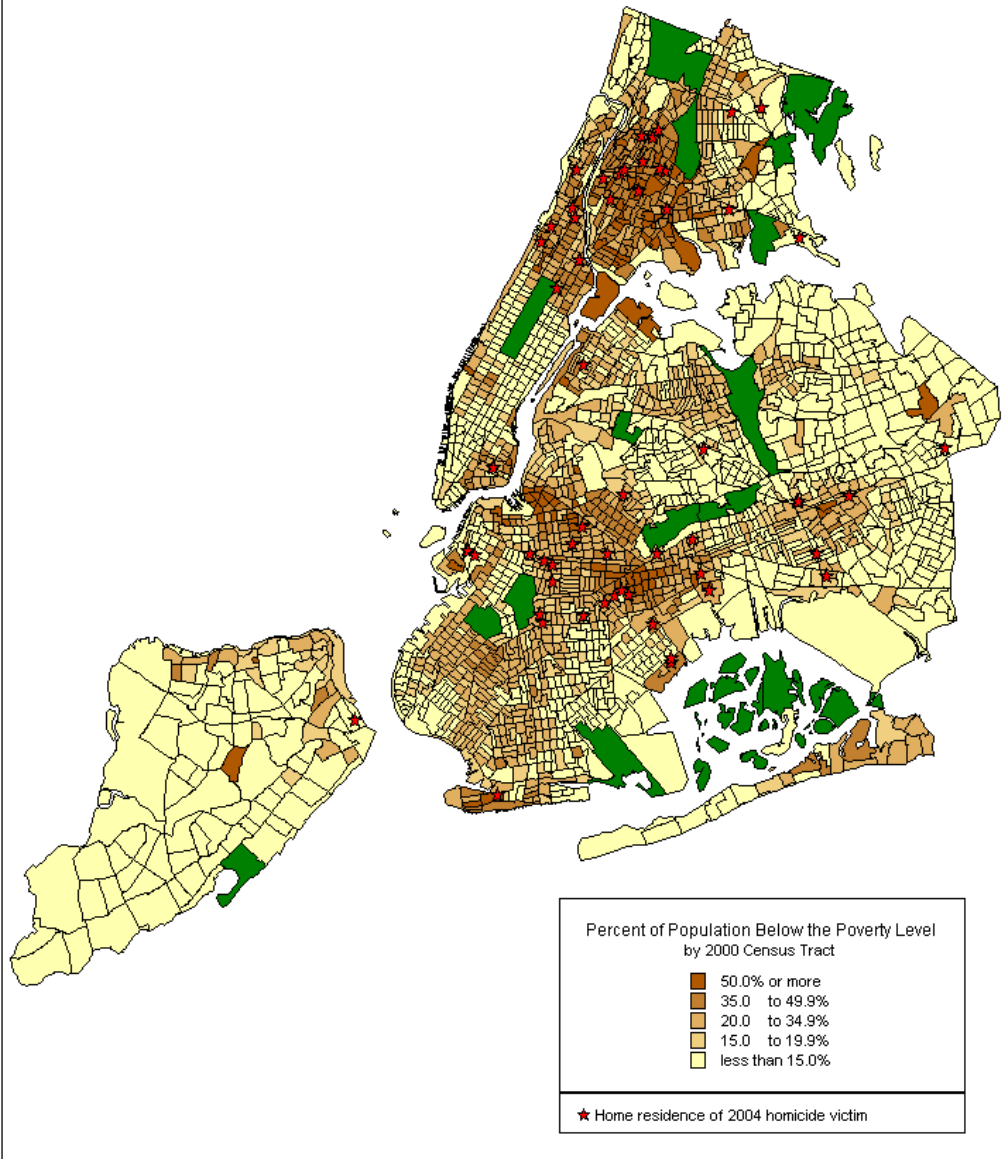 Percent of Population Below the Poverty Level
by 2000 Census Tract
50.0% or more
35.0 to 49.9%
20.0 to 34.9%
15.0 to 19.9%
less than 15.0%
Home residence of 2004 homicide victim